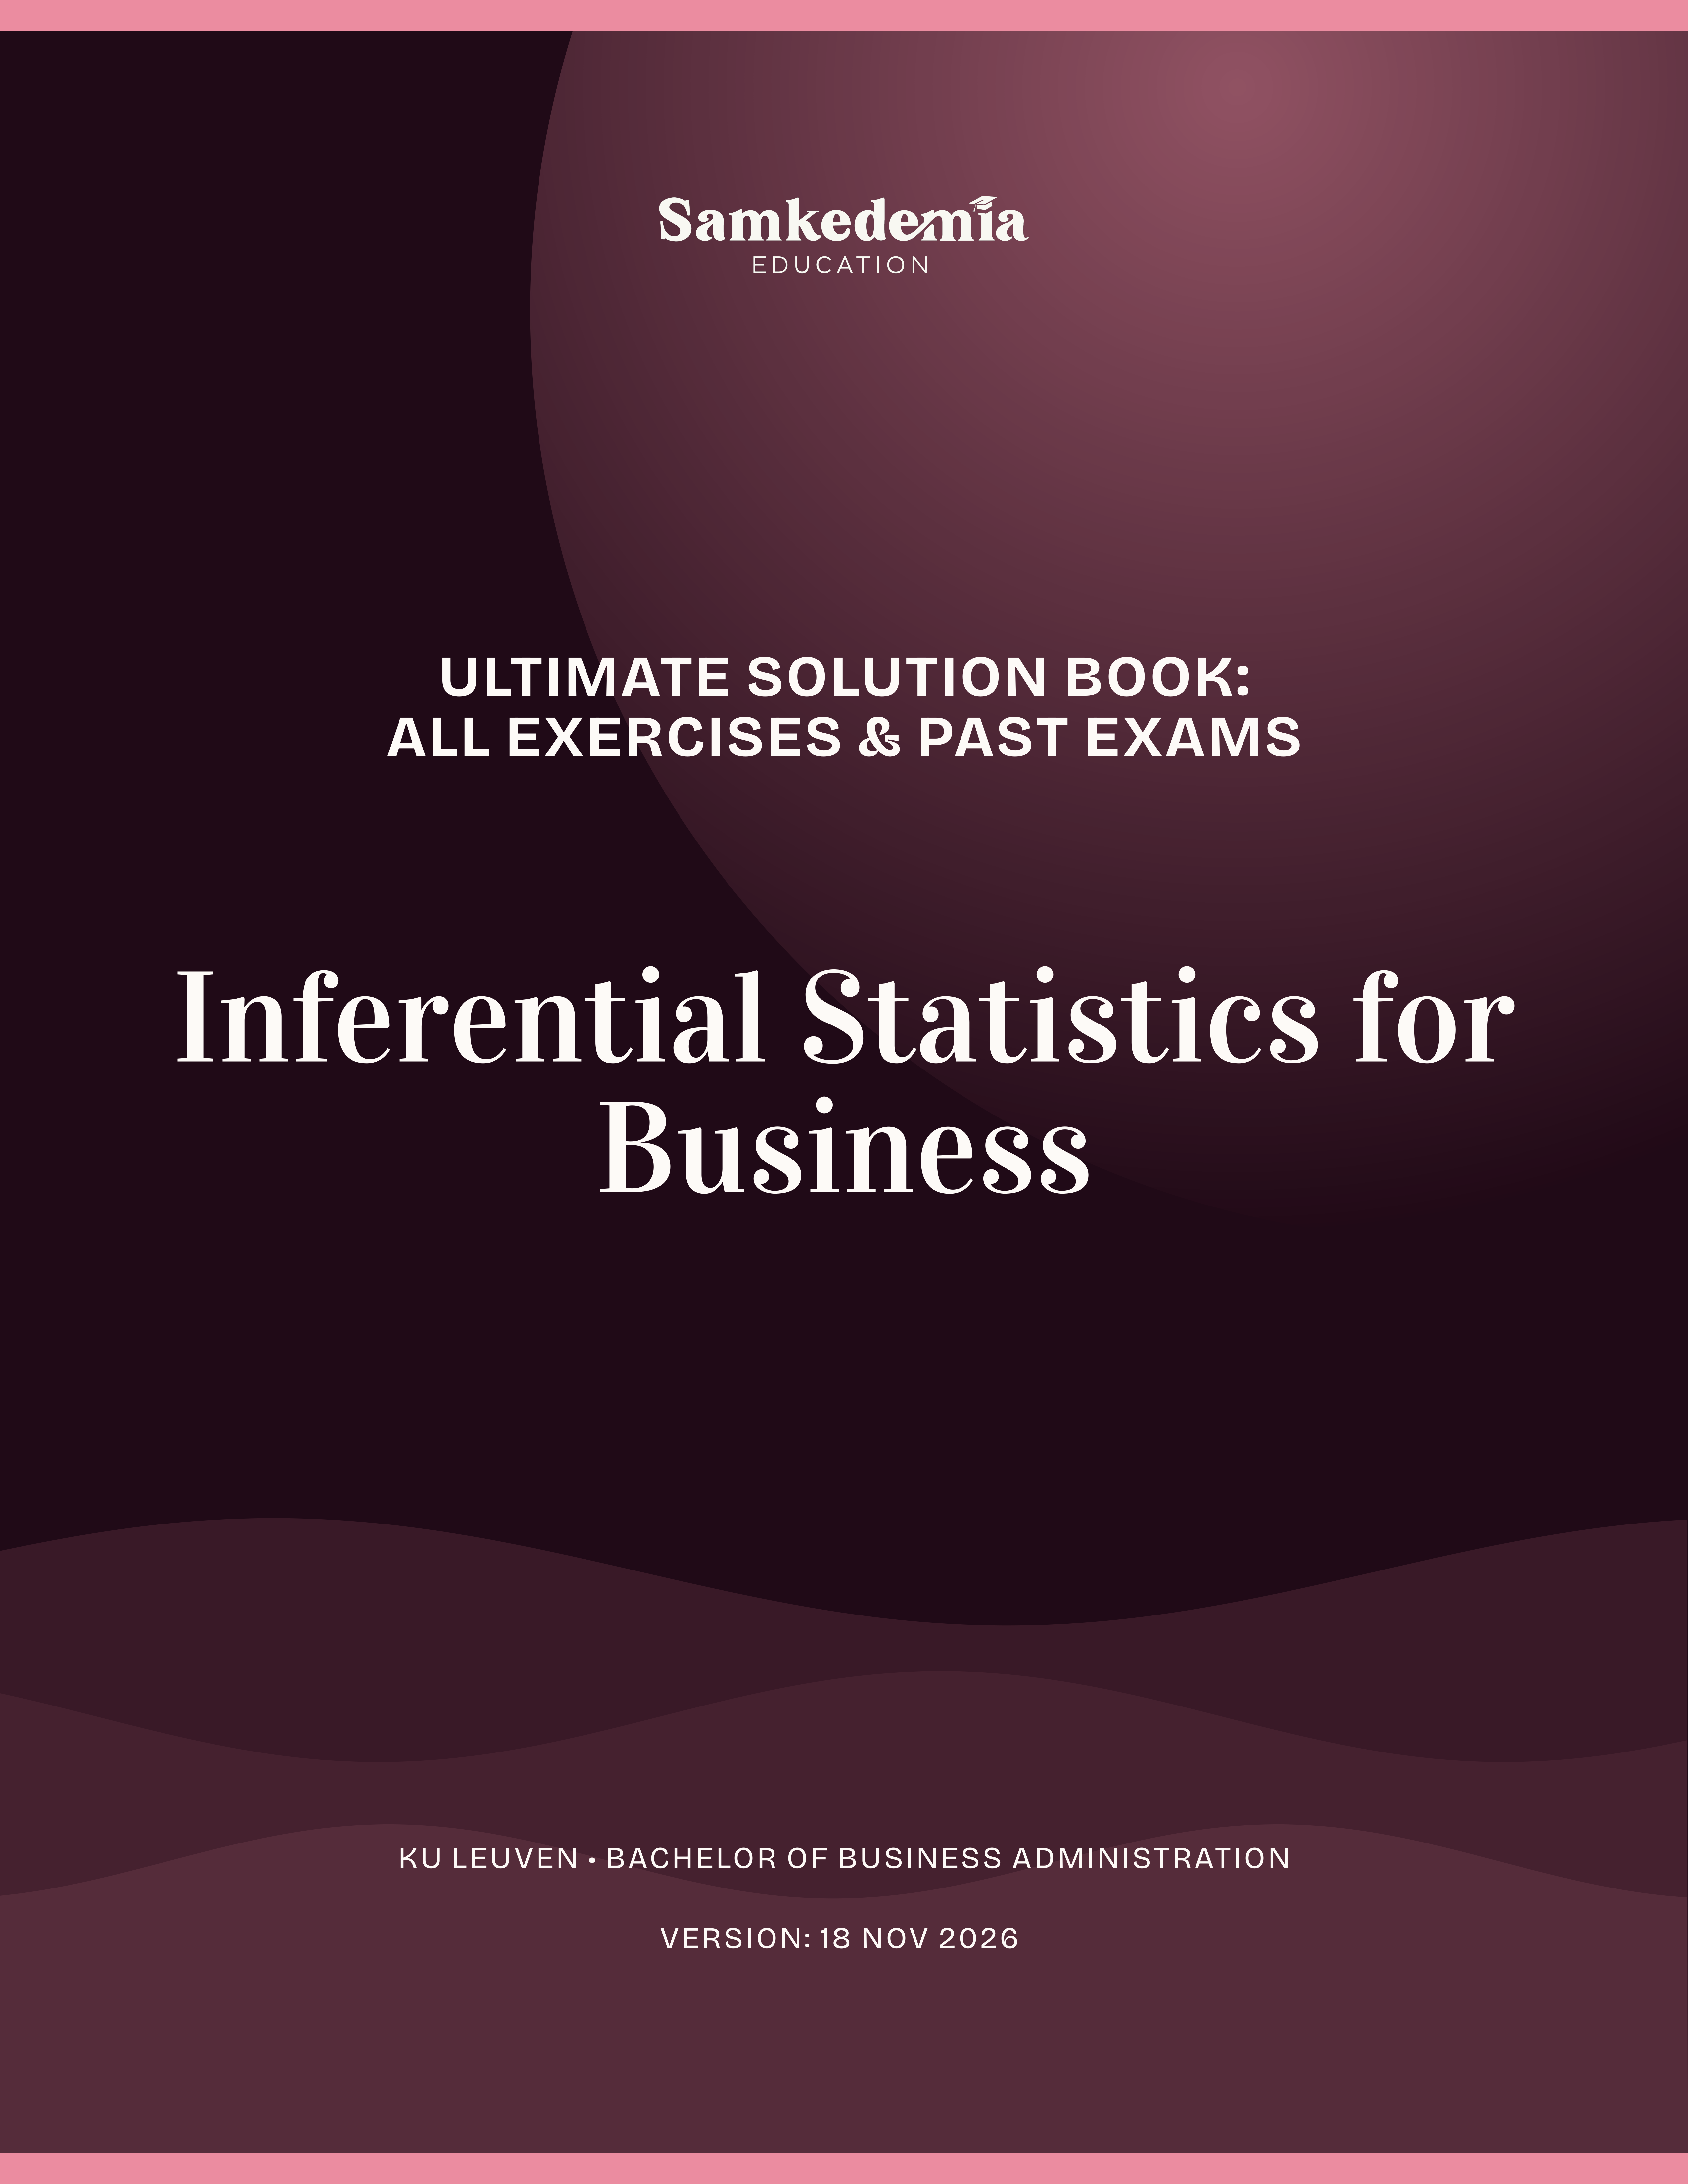 Samkedemia
EDUCATION
ULTIMATE SOLUTION BOOK:
ALL EXERCISES & PAST EXAMS
Inferential Statistics for
Business
KU LEUVEN • BACHELOR OF BUSINESS ADMINISTRATION
VERSION: 18 NOV 2026